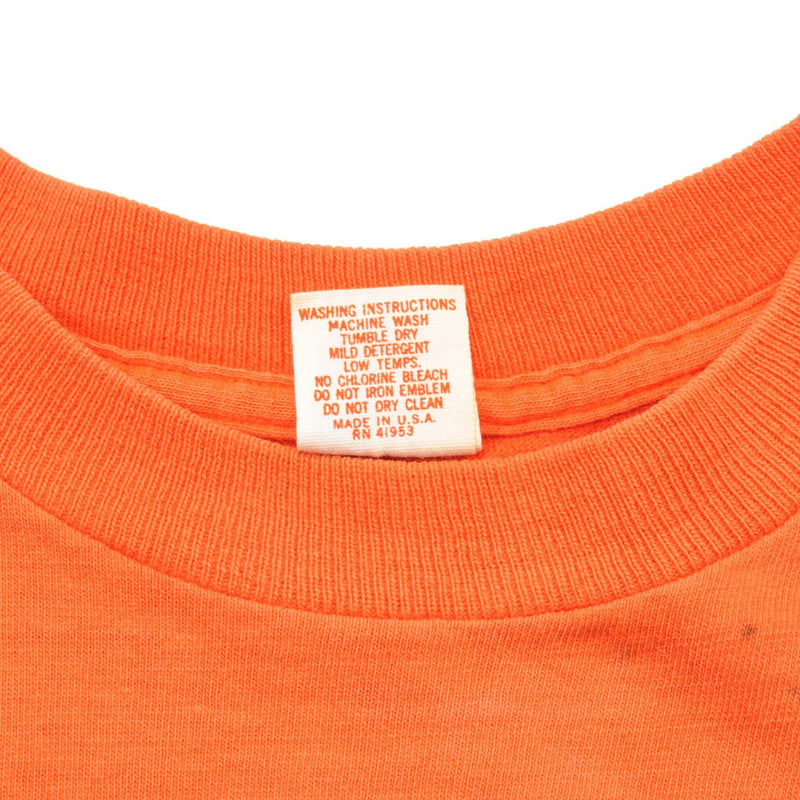 WASHING INSTRUCTIONS
MACHINE WASH
TUMBLE DRY
MILD DETERGENT
LOW TEMPS.
NO CHLORINE BLEACH
DO NOT IRON EMBLEM
DO NOT DRY CLEAN
MADE IN U.S.A.
RN 41953